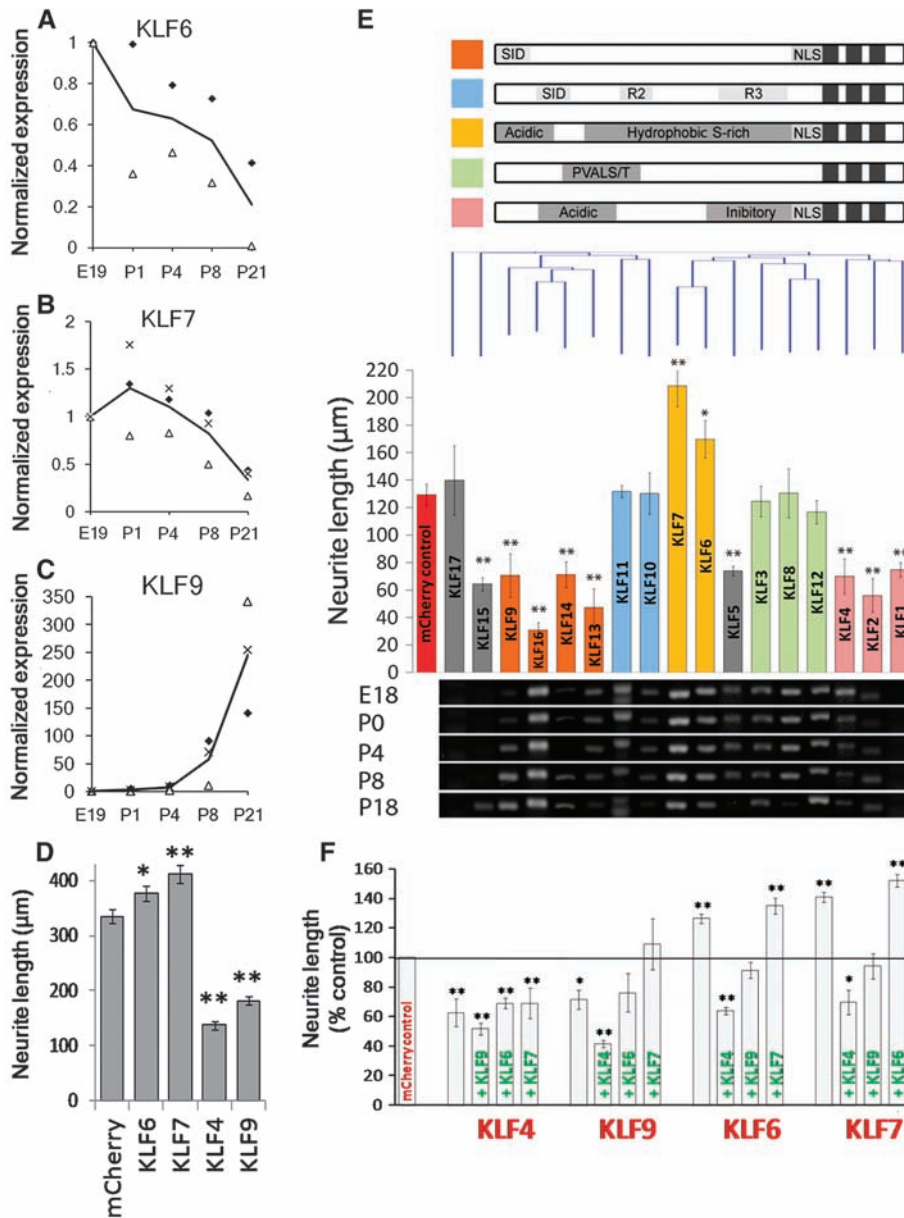 A
KLF6
Normalized expression
1
0.8
0.6
0.4
0.2
0
E19 P1 P4 P8 P21
B
KLF7
Normalized expression
2
1.5
1
0.5
0
E19 P1 P4 P8 P21
C
KLF9
Normalized expression
350
300
250
200
150
100
50
0
E19 P1 P4 P8 P21
D
Neurite length (µm)
400
300
200
100
0
* ** ** **
mCherry
KLF6
KLF7
KLF4
KLF9
E
SID NLS
SID R2 R3
Acidic Hydrophobic S-rich NLS
PVALS/T
Acidic Inibitory NLS
Neurite length (µm)
220
200
180
160
140
120
100
80
60
40
20
0
** ** ** ** ** ** * ** ** ** **
mCherry control
KLF17
KLF15
KLF9
KLF16
KLF14
KLF13
KLF11
KLF10
KLF7
KLF6
KLF5
KLF3
KLF8
KLF12
KLF4
KLF2
KLF1
E18
P0
P4
P8
P18
F
Neurite length
(% control)
160
140
120
100
80
60
40
20
0
** ** ** ** * ** ** ** ** ** * **
mCherry control
+ KLF9
+ KLF6
+ KLF7
+ KLF4
+ KLF6
+ KLF7
+ KLF4
+ KLF9
+ KLF7
+ KLF4
+ KLF9
+ KLF6
KLF4 KLF9 KLF6 KLF7